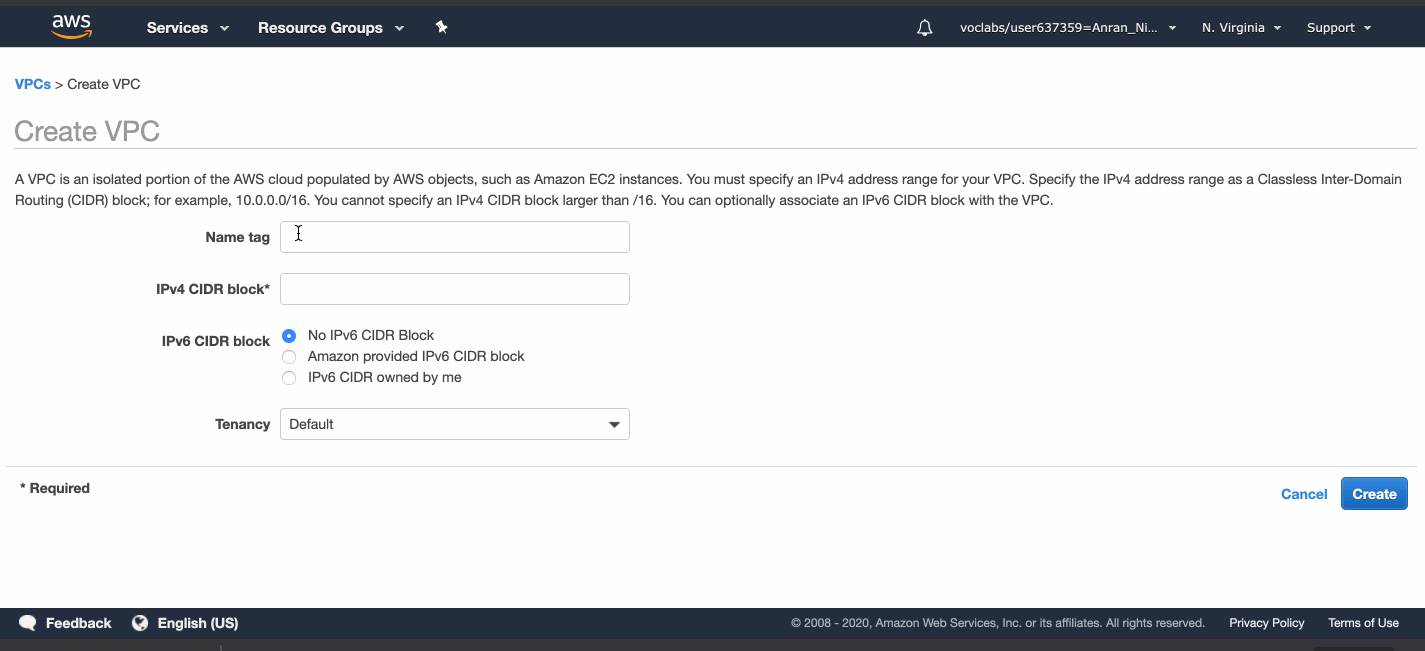 aws Services Resource Groups voclabs/user637359=Anran_Ni... N. Virginia Support
VPCs > Create VPC
Create VPC
A VPC is an isolated portion of the AWS cloud populated by AWS objects, such as Amazon EC2 instances. You must specify an IPv4 address range for your VPC. Specify the IPv4 address range as a Classless Inter-Domain
Routing (CIDR) block; for example, 10.0.0.0/16. You cannot specify an IPv4 CIDR block larger than /16. You can optionally associate an IPv6 CIDR block with the VPC.
Name tag
IPv4 CIDR block*
IPv6 CIDR block
No IPv6 CIDR Block
Amazon provided IPv6 CIDR block
IPv6 CIDR owned by me
Tenancy Default
* Required
Cancel Create
Feedback English (US) © 2008 - 2020, Amazon Web Services, Inc. or its affiliates. All rights reserved. Privacy Policy Terms of Use